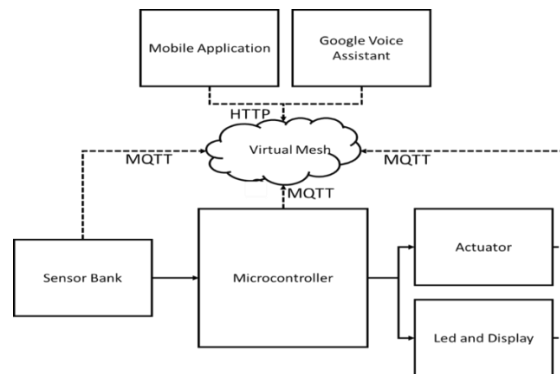 Mobile Application
Google Voice
Assistant
HTTP
Virtual Mesh
MQTT
MQTT
MQTT
Sensor Bank
Microcontroller
Actuator
Led and Display